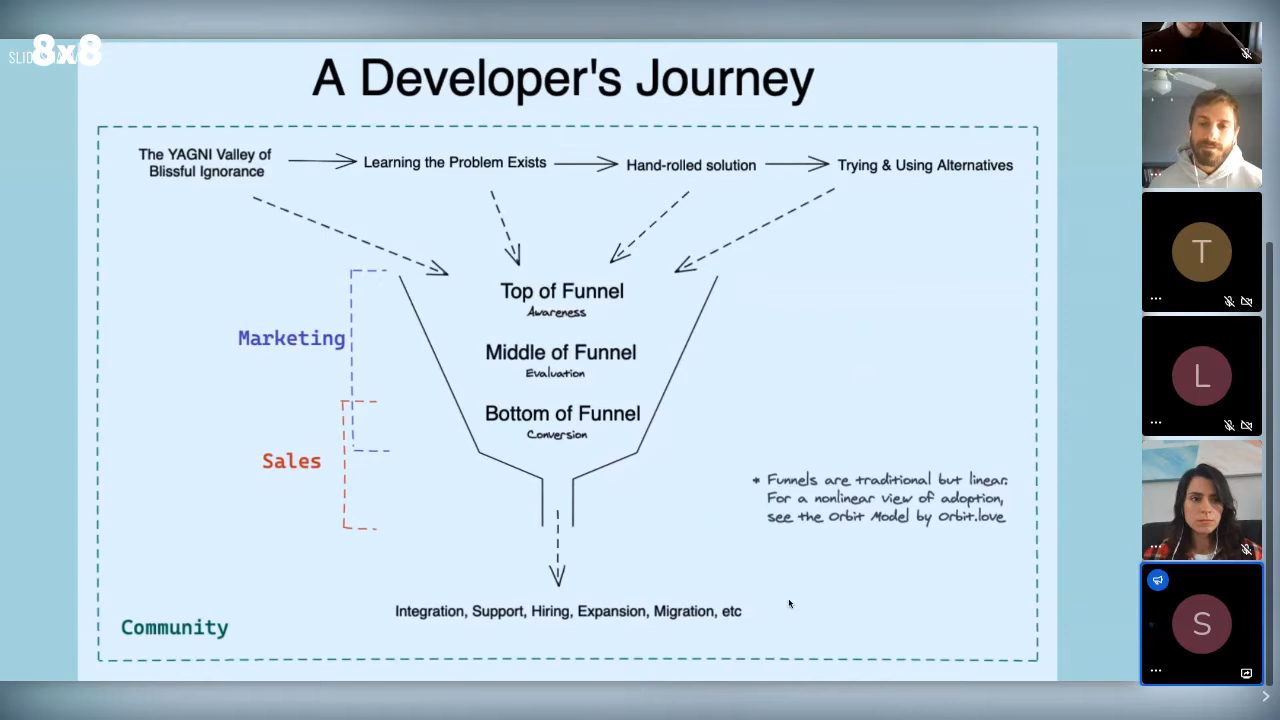 8x8
A Developer's Journey
The YAGNI Valley of
Blissful Ignorance
Learning the Problem Exists
Hand-rolled solution
Trying & Using Alternatives
Top of Funnel
Awareness
Marketing
Middle of Funnel
Evaluation
Bottom of Funnel
Conversion
Sales
* Funnels are traditional but linear.
For a nonlinear view of adoption,
see the Orbit Model by Orbit.love
Integration, Support, Hiring, Expansion, Migration, etc
Community
T
L
S